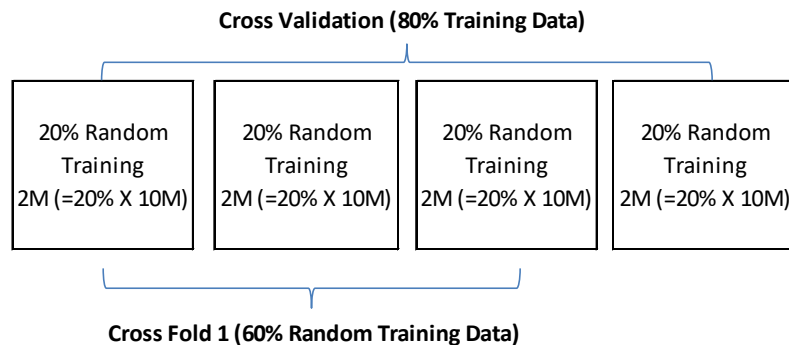 Cross Validation (80% Training Data)
20% Random
Training
2M (=20% X 10M)
20% Random
Training
2M (=20% X 10M)
20% Random
Training
2M (=20% X 10M)
20% Random
Training
2M (=20% X 10M)
Cross Fold 1 (60% Random Training Data)